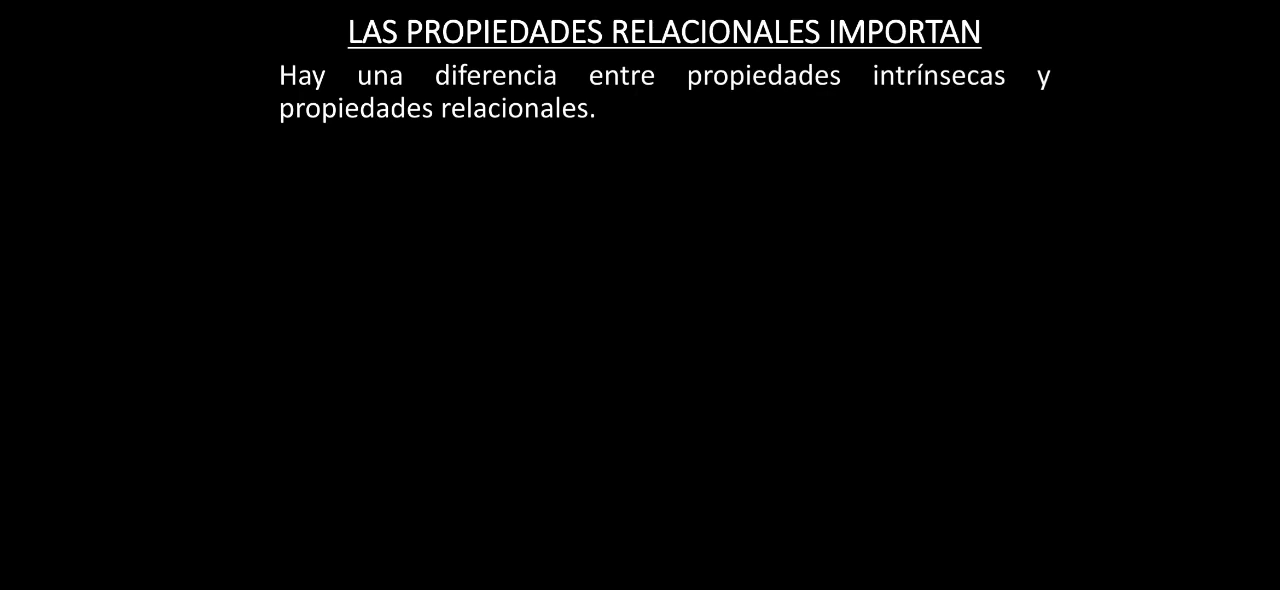 LAS PROPIEDADES RELACIONALES IMPORTAN
Hay una diferencia entre propiedades intrínsecas y
propiedades relacionales.